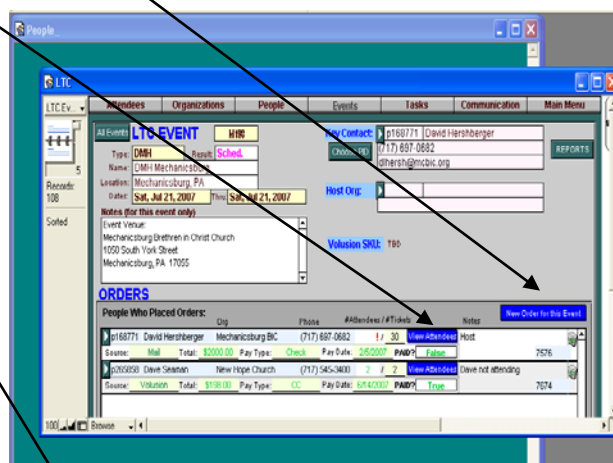 People_
LTC
LTC Ev...
Attendees Organizations People Events Tasks Communication Main Menu
All Events LTC EVENT
Key Contact: p168771 David Hershberger
Type: DMH Result: Sched.
Choose PID (717) 697-0682
REPORTS
Name: DMH Mechanicsburg
dlhersh@mcbic.org
5
Location: Mechanicsburg, PA
Records:
108
Dates: Sat, Jul 21, 2007 Thru: Sat, Jul 21, 2007
Host Org:
Sorted
Notes (for this event only)
Event Venue:
Mechanicsburg Brethren in Christ Church
1050 South York Street
Mechanicsburg, PA 17055
Volusion SKU: TBD
ORDERS
People Who Placed Orders:
New Order for this Event
Org Phone #Attendees / #Tickets Notes
p168771 David Hershberger Mechanicsburg BIC (717) 697-0682 ! / 30 View Attendees Host
Source: Mail Total: $2000.00 Pay Type: Check Pay Date: 2/5/2007 PAID? False 7576
p265858 Dave Seaman New Hope Church (717) 545-3400 2 / 2 View Attendees Dave not attending
Source: Volusion Total: $198.00 Pay Type: CC Pay Date: 6/14/2007 PAID? True 7674
100 Browse